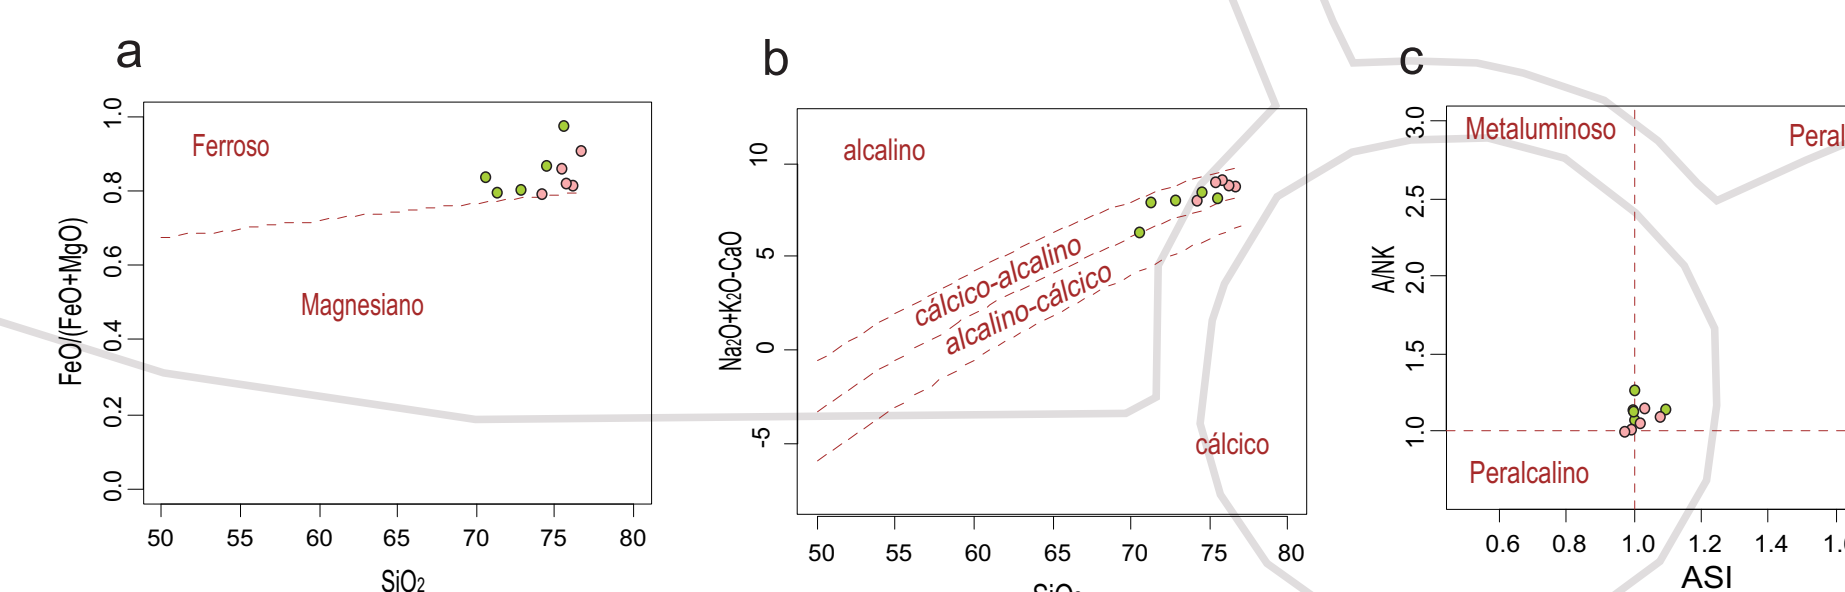 a
b
c
1.0
0.8
0.6
0.4
0.2
0.0
FeO/(FeO+MgO)
Ferroso
Magnesiano
50 55 60 65 70 75 80
SiO2
10
5
0
-5
Na2O+K2O-CaO
alcalino
cálcico-alcalino
alcalino-cálcico
cálcico
50 55 60 65 70 75 80
3.0
2.5
2.0
1.5
1.0
A/NK
Metaluminoso
Peral
Peralcalino
0.6 0.8 1.0 1.2 1.4
ASI